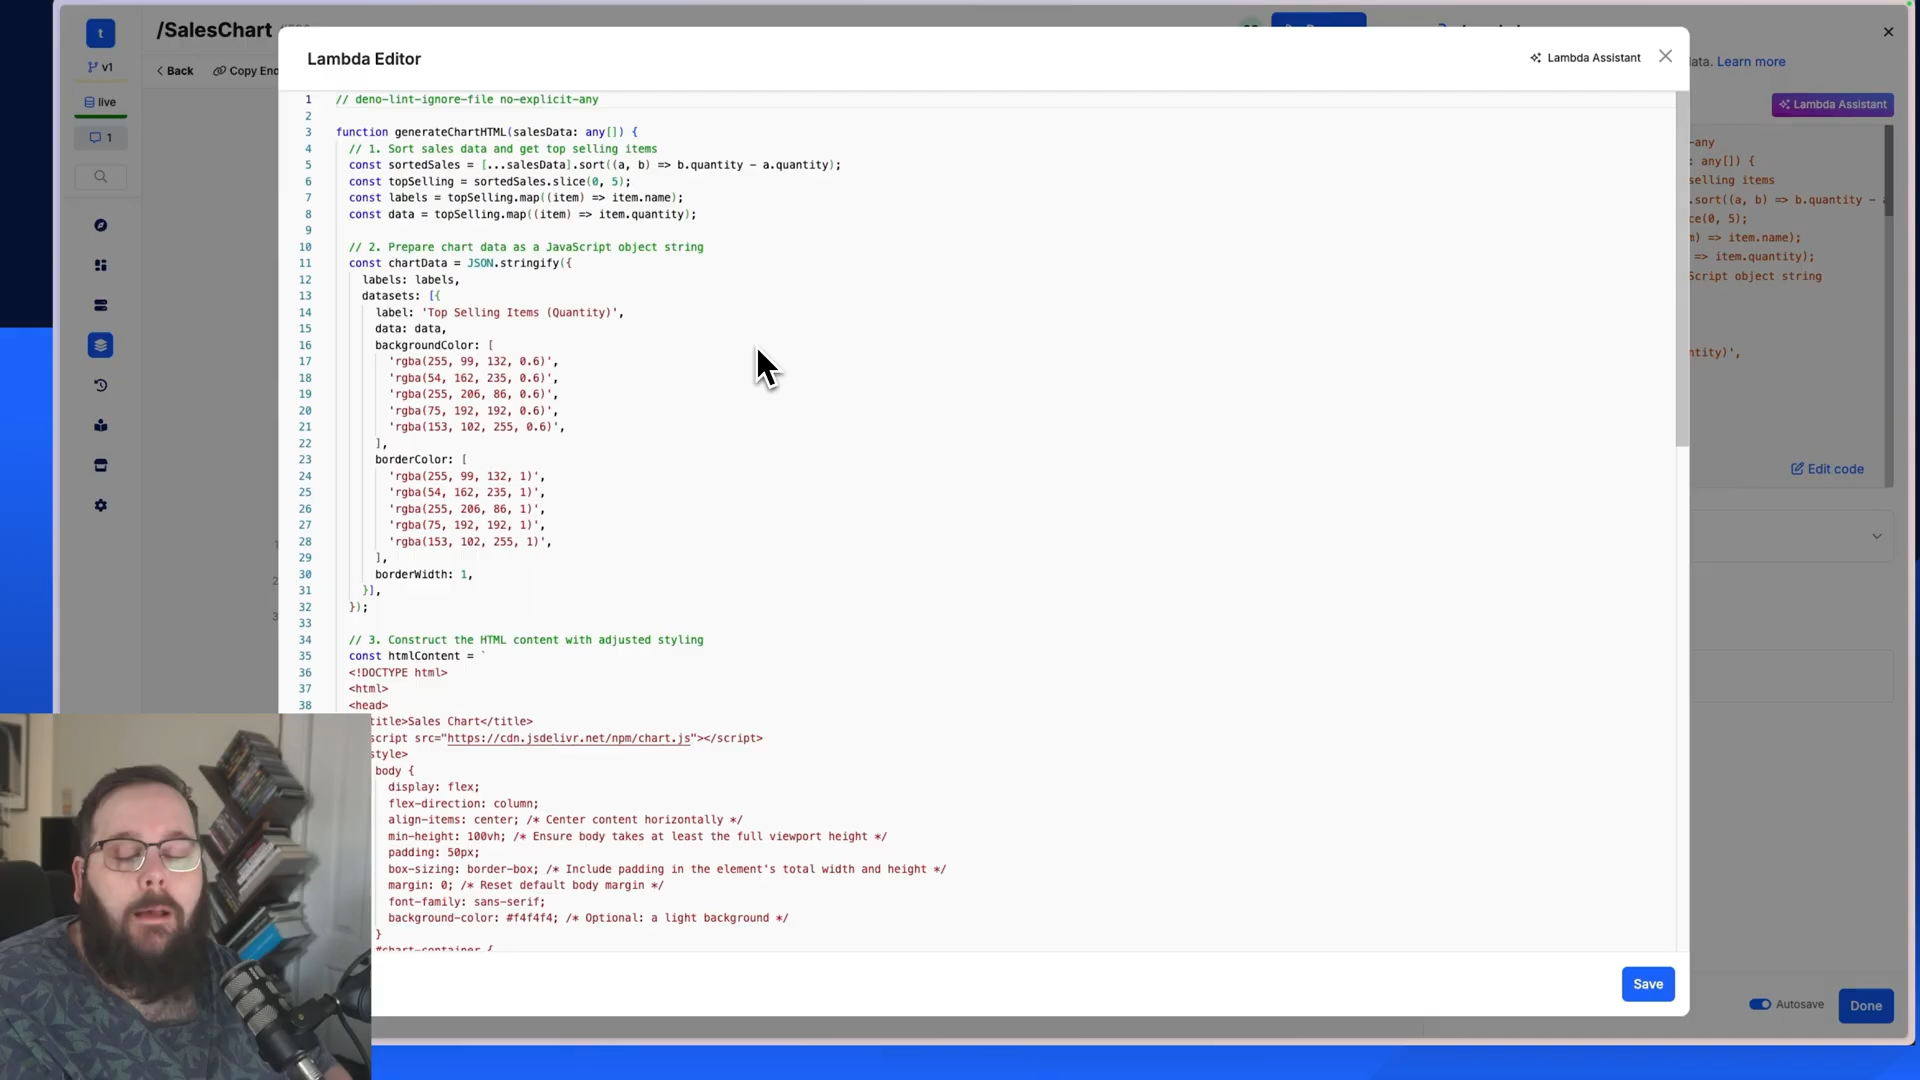 /SalesChart
t
v1
Back
Copy End
live
1
Lambda Editor
Lambda Assistant
Learn more
Lambda Assistant
1 // deno-lint-ignore-file no-explicit-any
2
3 function generateChartHTML(salesData: any[]) {
4 // 1. Sort sales data and get top selling items
5 const sortedSales = [...salesData].sort((a, b) => b.quantity - a.quantity);
6 const topSelling = sortedSales.slice(0, 5);
7 const labels = topSelling.map((item) => item.name);
8 const data = topSelling.map((item) => item.quantity);
9
10 // 2. Prepare chart data as a JavaScript object string
11 const chartData = JSON.stringify({
12 labels: labels,
13 datasets: [{
14 label: 'Top Selling Items (Quantity)',
15 data: data,
16 backgroundColor: [
17 'rgba(255, 99, 132, 0.6)',
18 'rgba(54, 162, 235, 0.6)',
19 'rgba(255, 206, 86, 0.6)',
20 'rgba(75, 192, 192, 0.6)',
21 'rgba(153, 102, 255, 0.6)',
22 ],
23 borderColor: [
24 'rgba(255, 99, 132, 1)',
25 'rgba(54, 162, 235, 1)',
26 'rgba(255, 206, 86, 1)',
27 'rgba(75, 192, 192, 1)',
28 'rgba(153, 102, 255, 1)',
29 ],
30 borderWidth: 1,
31 }],
32 });
33
34 // 3. Construct the HTML content with adjusted styling
35 const htmlContent = `
36 <!DOCTYPE html>
37 <html>
38 <head>
title>Sales Chart</title>
script src="https://cdn.jsdelivr.net/npm/chart.js"></script>
style>
body {
display: flex;
flex-direction: column;
align-items: center; /* Center content horizontally */
min-height: 100vh; /* Ensure body takes at least the full viewport height */
padding: 50px;
box-sizing: border-box; /* Include padding in the element's total width and height */
margin: 0; /* Reset default body margin */
font-family: sans-serif;
background-color: #f4f4f4; /* Optional: a light background */
}
#chart-container {
-any
any[]) {
selling items
.sort((a, b) => b.quantity - a
ce(0, 5);
m) => item.name);
=> item.quantity);
Script object string
ntity)',
Edit code
Save
Autosave
Done